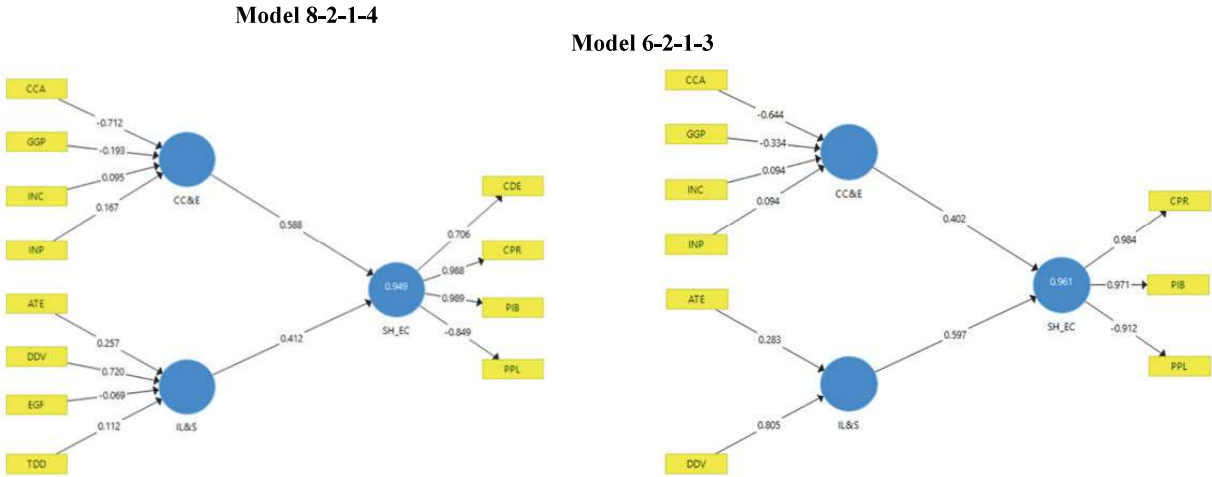 Model 8-2-1-4
CCA
-0.712
GGP
-0.193
INC
0.095
0.167
INP
CC&E
0.588
ATE
0.257
DDV
0.720
EGF
-0.069
0.112
TDD
IL&S
0.412
0.949
SH_EC
CDE
0.706
CPR
0.988
0.989
PIB
-0.849
PPL
Model 6-2-1-3
CCA
-0.644
GGP
-0.334
INC
0.094
0.094
INP
CC&E
0.402
ATE
0.283
0.805
DDV
IL&S
0.597
0.961
SH_EC
CPR
0.984
0.971
PIB
-0.912
PPL